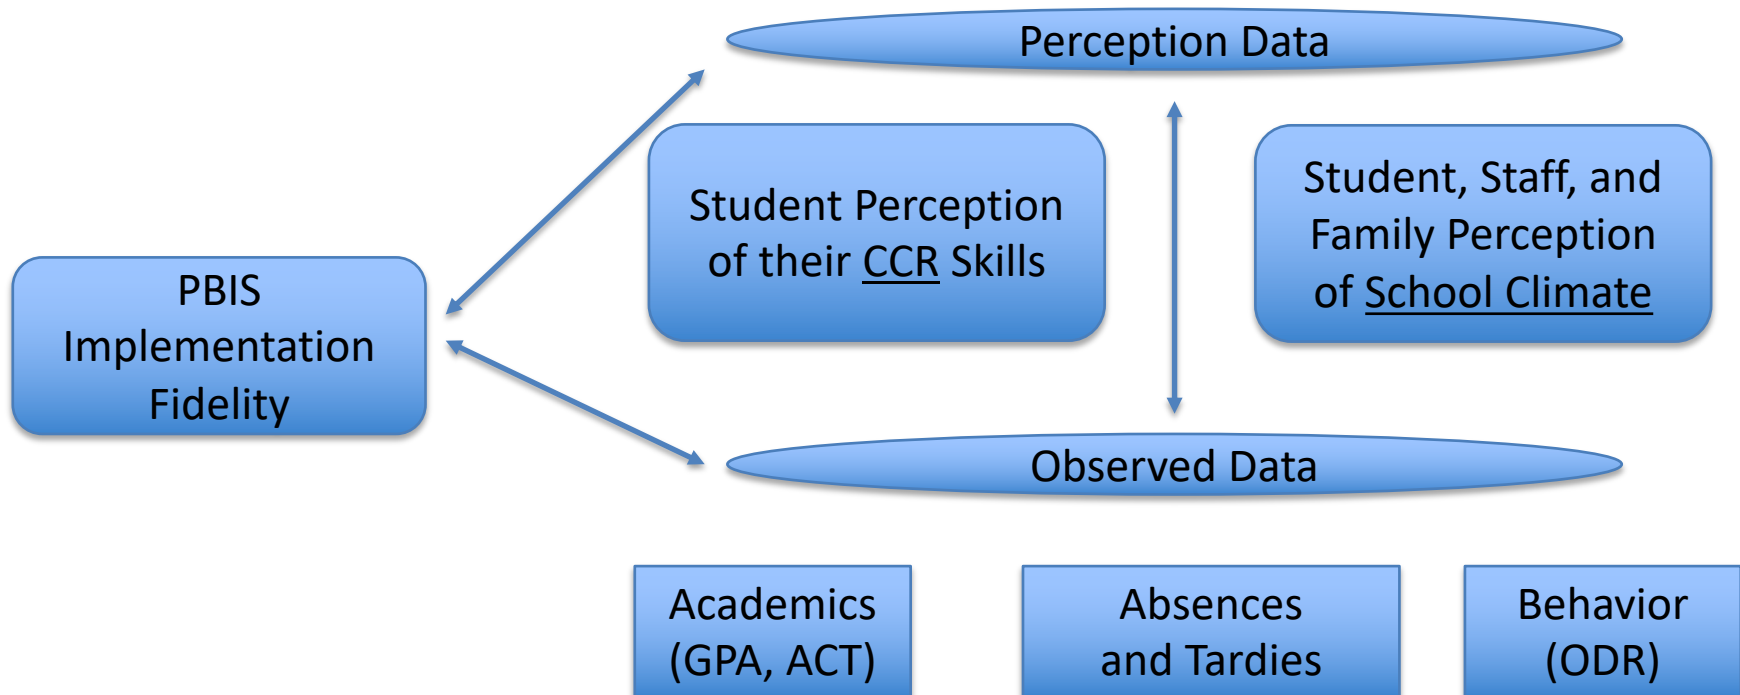 Perception Data
Student Perception
of their CCR Skills
Student, Staff, and
Family Perception
of School Climate
PBIS
Implementation
Fidelity
Observed Data
Academics
(GPA, ACT)
Absences
and Tardies
Behavior
(ODR)